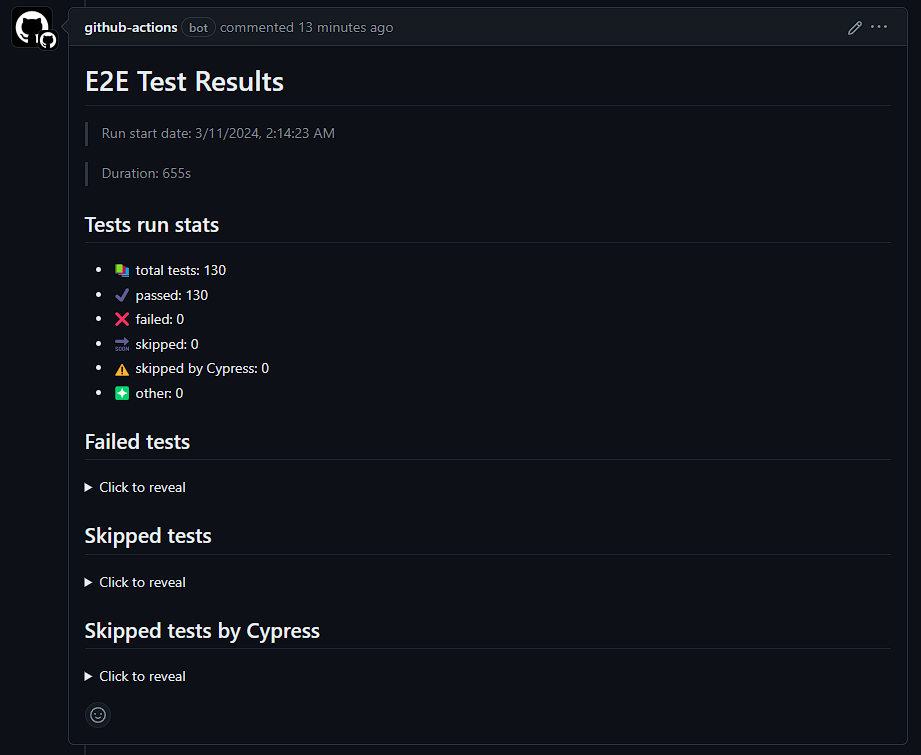 github-actions bot commented 13 minutes ago
E2E Test Results
Run start date: 3/11/2024, 2:14:23 AM
Duration: 655s
Tests run stats
total tests: 130
passed: 130
failed: 0
SOON skipped: 0
skipped by Cypress: 0
other: 0
Failed tests
Click to reveal
Skipped tests
Click to reveal
Skipped tests by Cypress
Click to reveal